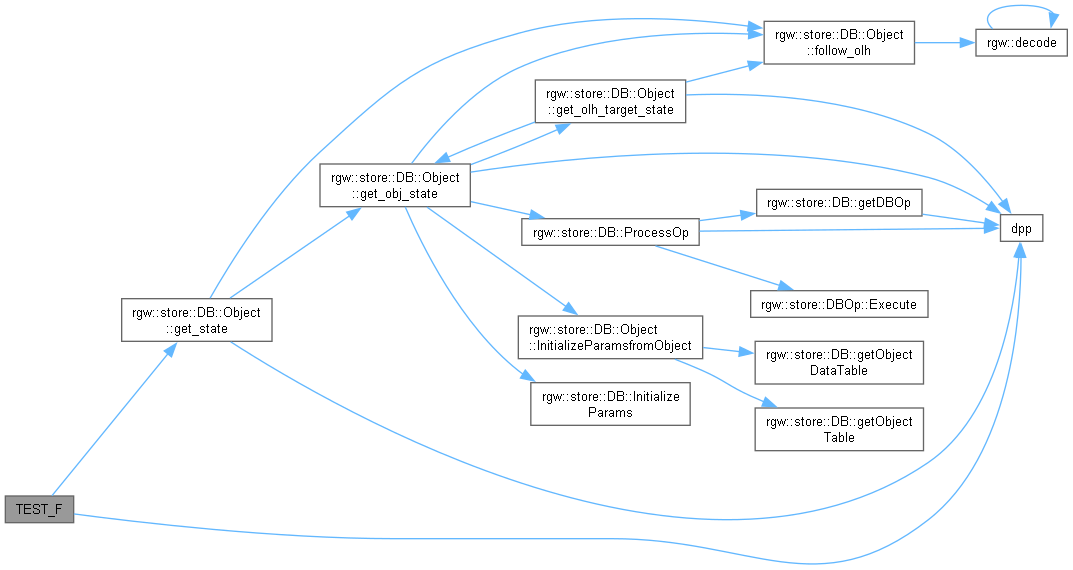 rgw::store::DB::Object
::follow_olh
rgw::decode
rgw::store::DB::Object
::get_olh_target_state
rgw::store::DB::Object
::get_obj_state
rgw::store::DB::getDBOp
rgw::store::DB::ProcessOp
dpp
rgw::store::DBOp::Execute
rgw::store::DB::Object
::get_state
rgw::store::DB::Object
::InitializeParamsfromObject
rgw::store::DB::getObject
DataTable
rgw::store::DB::Initialize
Params
rgw::store::DB::getObject
Table
TEST_F